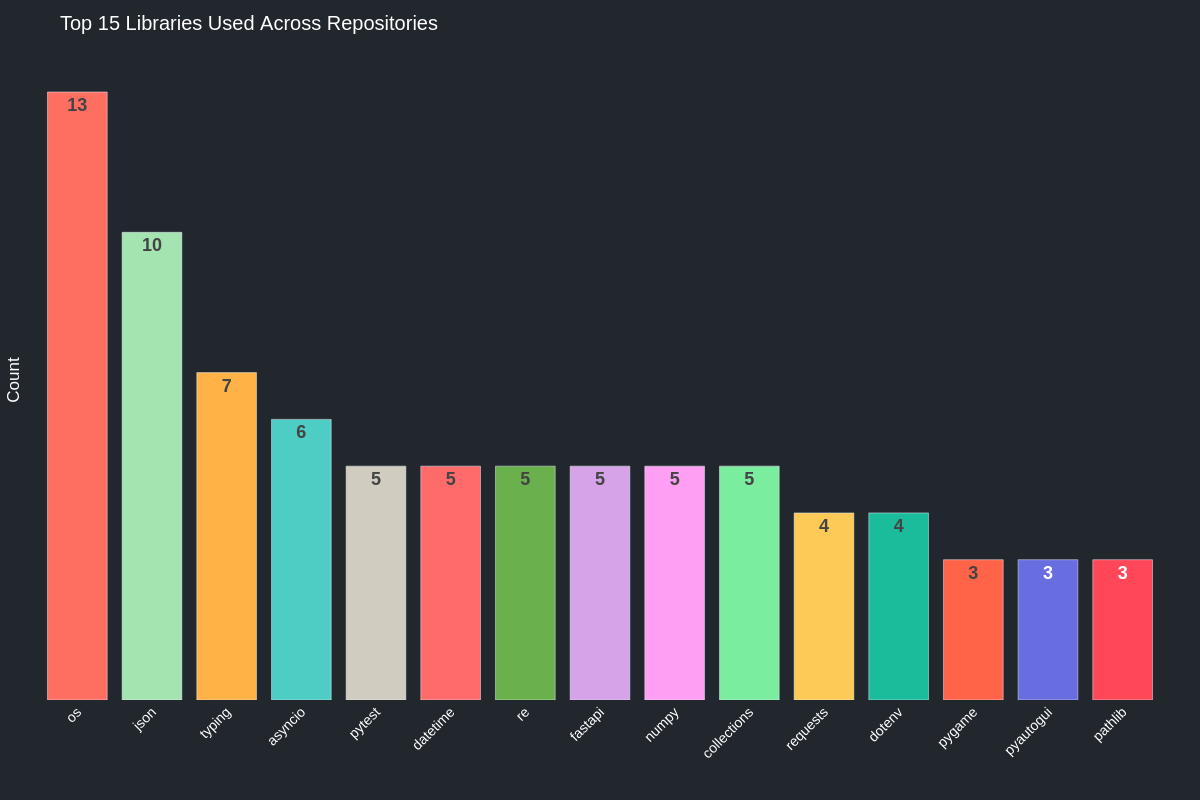 Top 15 Libraries Used Across Repositories
Count
13
10
7
6
5
5
5
5
5
5
4
4
3
3
3
os
json
typing
asyncio
pytest
datetime
re
fastapi
numpy
collections
requests
dotenv
pygame
pyautogui
pathlib